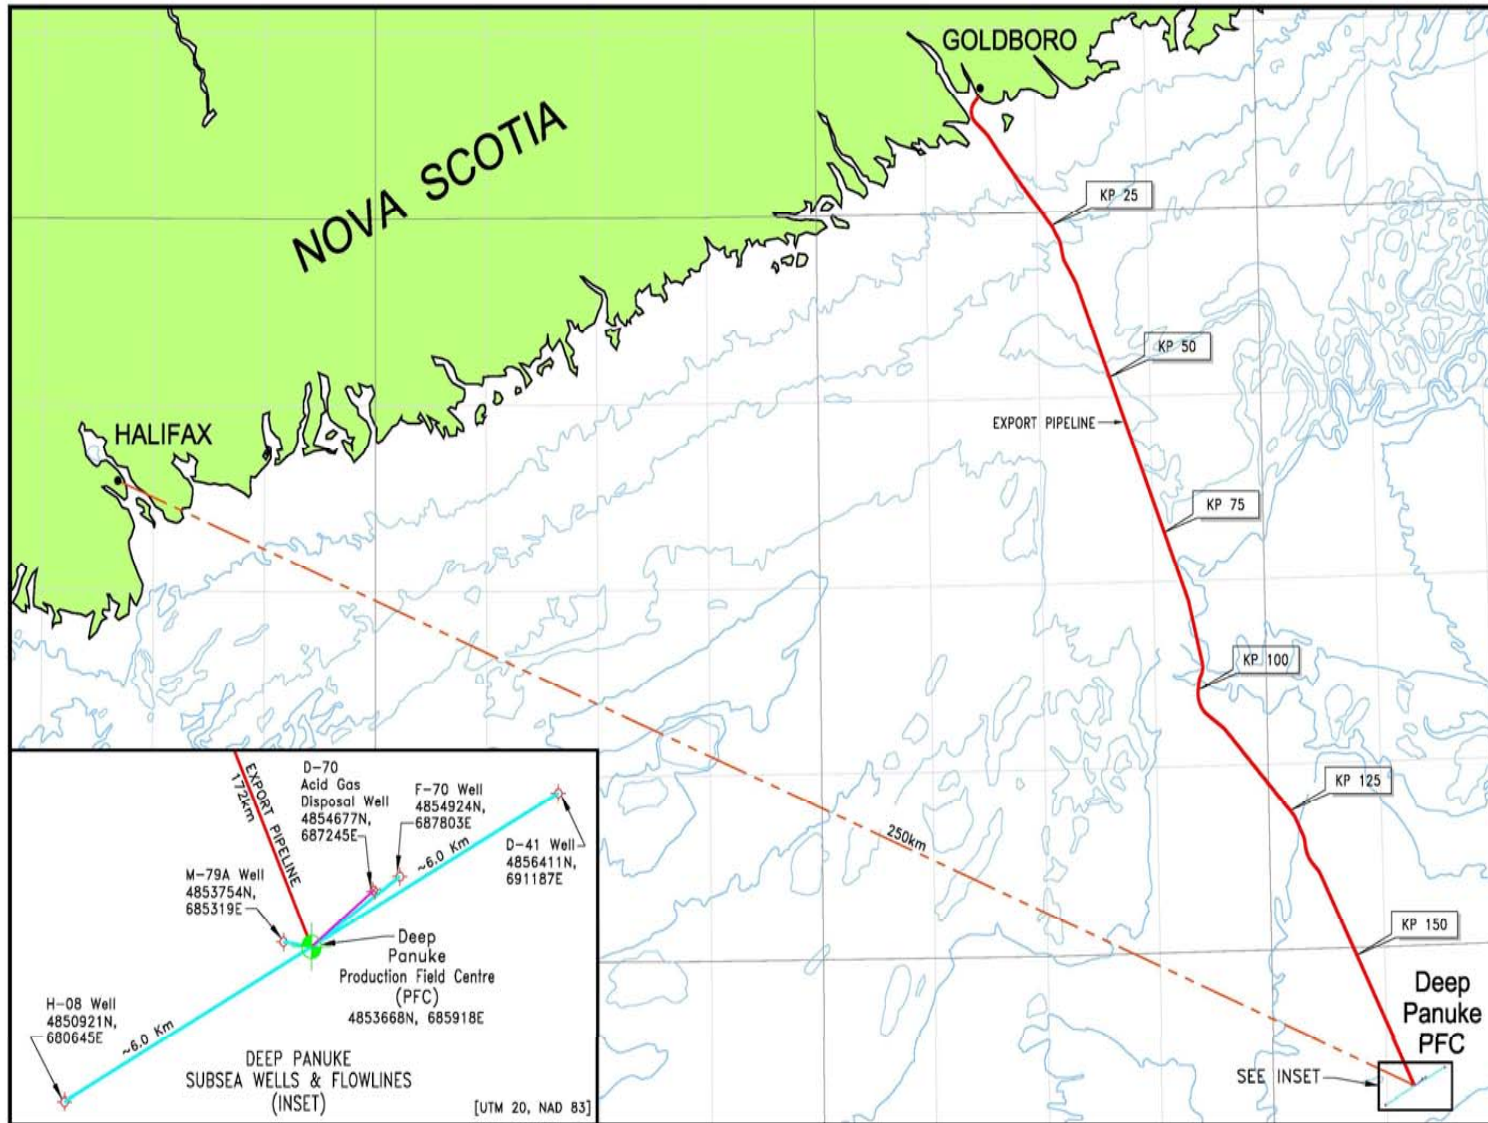 GOLDBORO
NOVA SCOTIA
KP 25
KP 50
EXPORT PIPELINE
HALIFAX
KP 75
KP 100
KP 125
250km
KP 150
Deep
Panuke
PFC
SEE INSET
EXPORT PIPELINE
172km
D-70
Acid Gas
Disposal Well
4854677N,
687245E
F-70 Well
4854924N,
687803E
~6.0 Km
D-41 Well
4856411N,
691187E
M-79A Well
4853754N,
685319E
Deep
Panuke
Production Field Centre
(PFC)
4853668N, 685918E
H-08 Well
4850921N,
680645E
~6.0 Km
DEEP PANUKE
SUBSEA WELLS & FLOWLINES
(INSET)
[UTM 20, NAD 83]